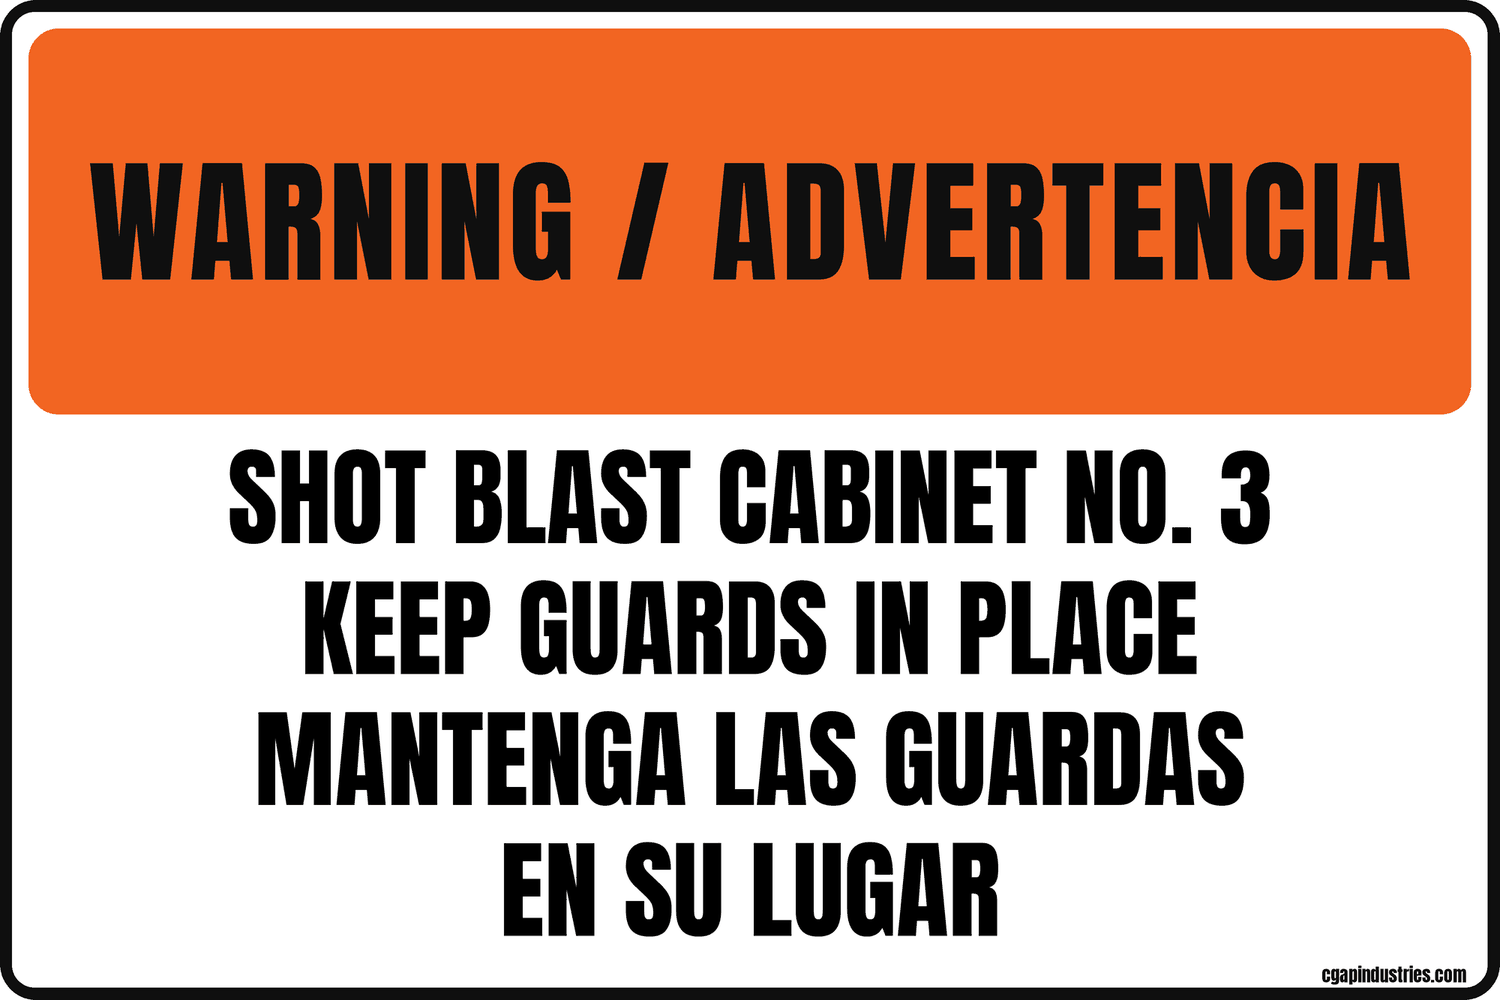 WARNING / ADVERTENCIA
SHOT BLAST CABINET NO. 3
KEEP GUARDS IN PLACE
MANTENGA LAS GUARDAS
EN SU LUGAR
cgapindustries.com